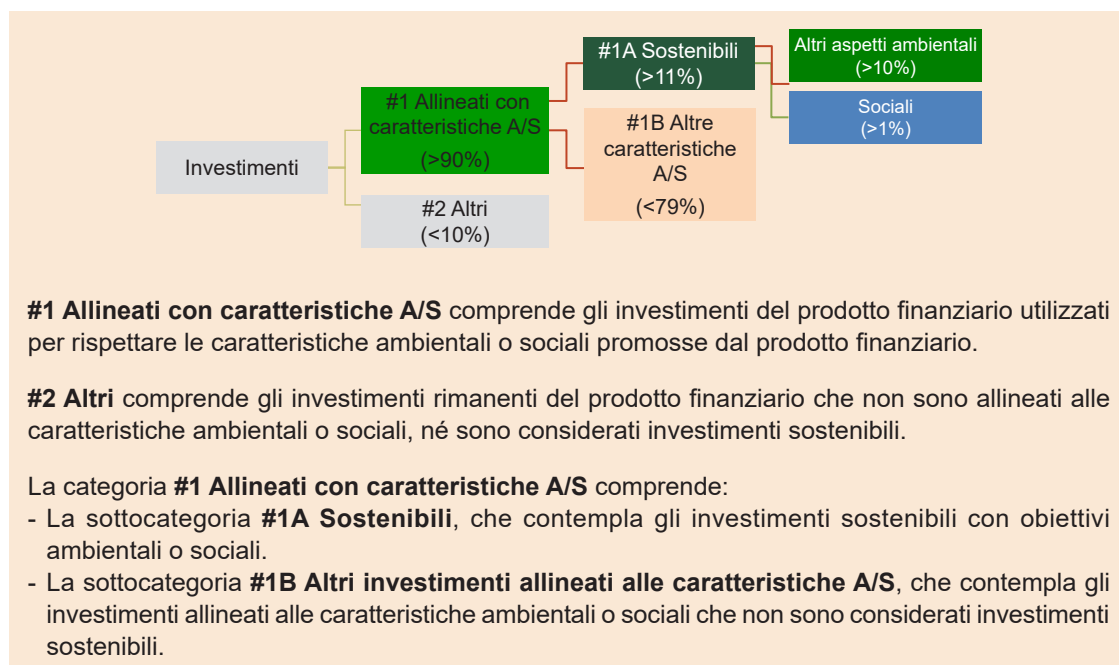 Investimenti
#1 Allineati con
caratteristiche A/S
(>90%)
#2 Altri
(<10%)
#1A Sostenibili
(>11%)
#1B Altre
caratteristiche
A/S
(<79%)
Altri aspetti ambientali
(>10%)
Sociali
(>1%)
#1 Allineati con caratteristiche A/S comprende gli investimenti del prodotto finanziario utilizzati
per rispettare le caratteristiche ambientali o sociali promosse dal prodotto finanziario.
#2 Altri comprende gli investimenti rimanenti del prodotto finanziario che non sono allineati alle
caratteristiche ambientali o sociali, né sono considerati investimenti sostenibili.
La categoria #1 Allineati con caratteristiche A/S comprende:
- La sottocategoria #1A Sostenibili, che contempla gli investimenti sostenibili con obiettivi
ambientali o sociali.
- La sottocategoria #1B Altri investimenti allineati alle caratteristiche A/S, che contempla gli
investimenti allineati alle caratteristiche ambientali o sociali che non sono considerati investimenti
sostenibili.